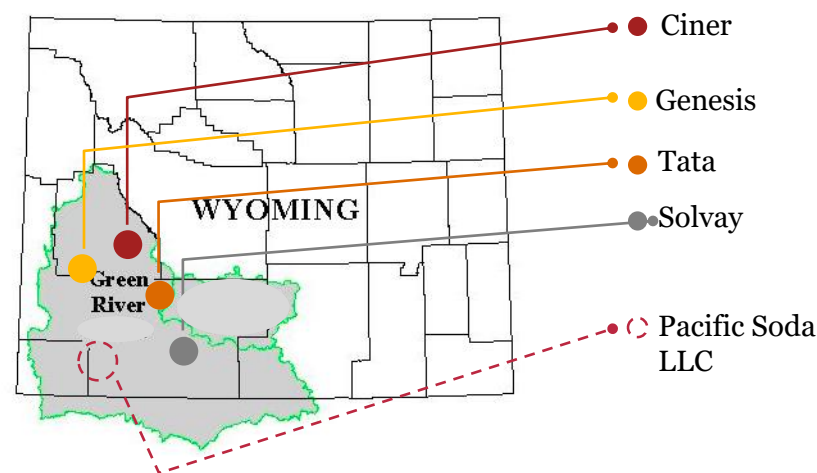 Ciner
Genesis
Tata
WYOMING
Solvay
Green
River
Pacific Soda
LLC